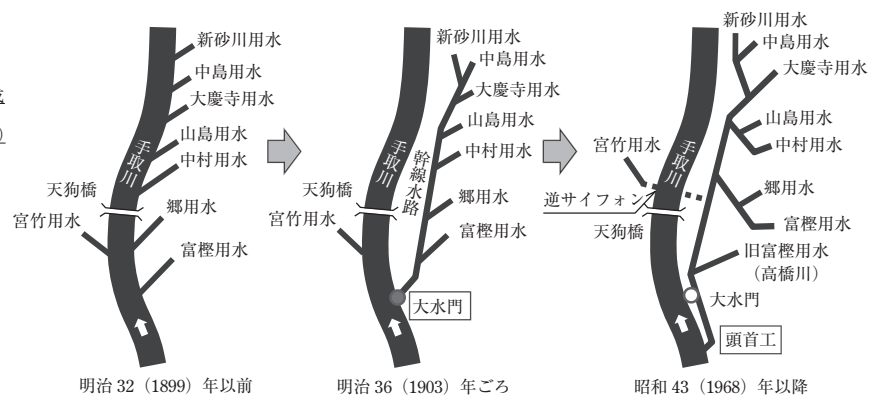 新砂川用水
中島用水
大慶寺用水
山島用水
中村用水
手取川
天狗橋
宮竹用水
郷用水
富樫用水
明治 32（1899）年以前
新砂川用水
中島用水
大慶寺用水
山島用水
中村用水
手取川
幹線水路
天狗橋
宮竹用水
郷用水
富樫用水
大水門
明治 36（1903）年ごろ
新砂川用水
中島用水
大慶寺用水
山島用水
中村用水
手取川
宮竹用水
逆サイフォン
天狗橋
郷用水
富樫用水
旧富樫用水
（高橋川）
大水門
頭首工
昭和 43（1968）年以降